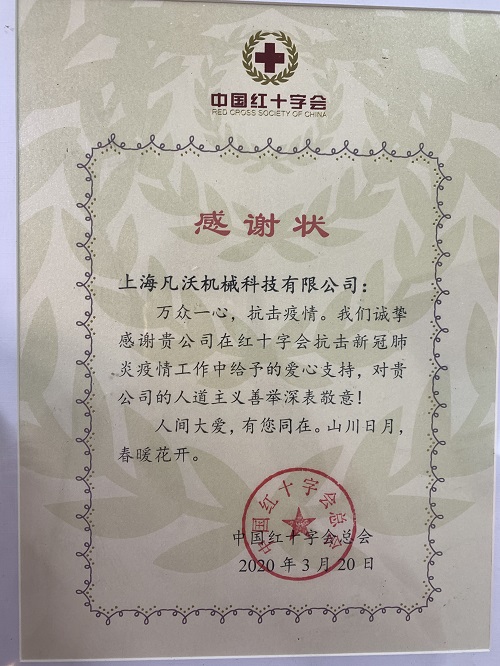 中国红十字会
RED CROSS SOCIETY OF CHINA
感谢状
上海凡沃机械科技有限公司：
万众一心，抗击疫情。我们诚挚
感谢贵公司在红十字会抗击新冠肺
炎疫情工作中给予的爱心支持，对贵
公司的人道主义善举深表敬意！
人间大爱，有您同在。山川日月，
春暖花开。
中国红十字会总会
中国红十字会总会
2020年3月20日